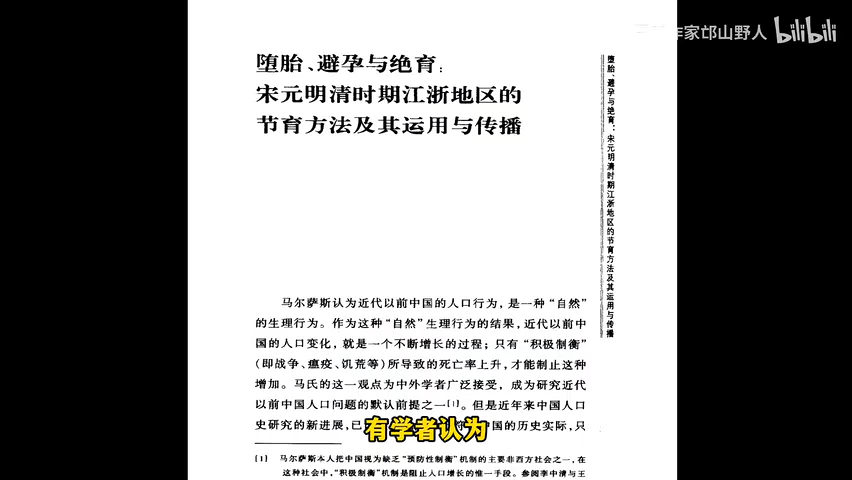 作家邙山野人 bilibili
堕胎、避孕与绝育:
宋元明清时期江浙地区的
节育方法及其运用与传播
堕胎、避孕与绝育:宋元明清时期江浙地区的节育方法及其运用与传播
马尔萨斯认为近代以前中国的人口行为，是一种“自然”
的生理行为。作为这种“自然”生理行为的结果，近代以前中
国的人口变化，就是一个不断增长的过程；只有“积极制衡”
(即战争、瘟疫、饥荒等)所导致的死亡率上升，才能制止这种
增加。马氏的这一观点为中外学者广泛接受，成为研究近代
以前中国人口问题的默认前提之一[1]。但是近年来中国人口
史研究的新进展，已 国的历史实际，只
有学者认为
[1] 马尔萨斯本人把中国视为缺乏“预防性制衡”机制的主要非西方社会之一，在
这种社会中，“积极制衡”机制是阻止人口增长的惟一手段。参阅李中清与王